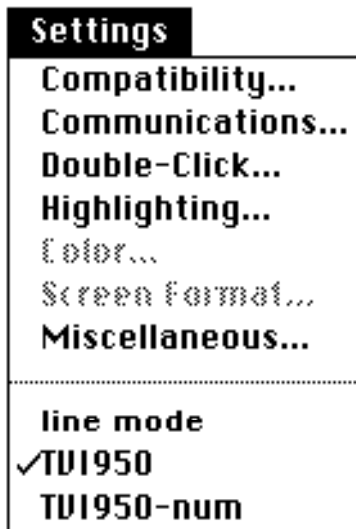 Settings
Compatibility...
Communications...
Double-Click...
Highlighting...
Color...
Screen Format...
Miscellaneous...
line mode
✓TVI950
TVI950-num